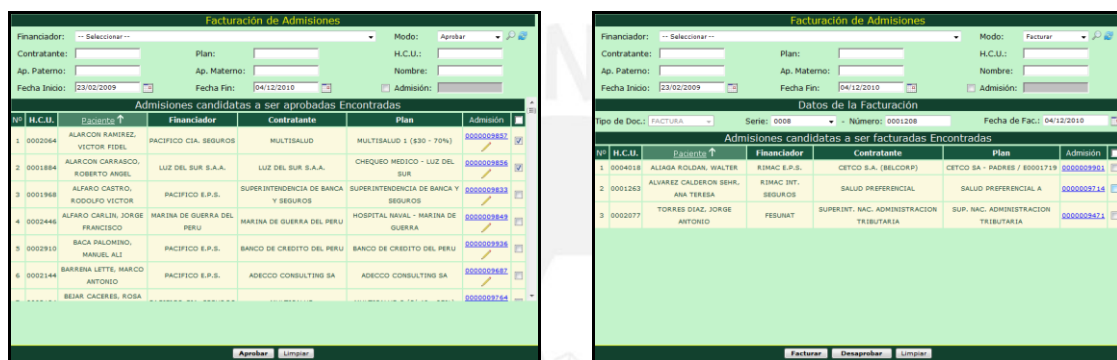 Facturación de Admisiones
Financiador: -- Seleccionar -- Modo: Aprobar
Contratante: Plan: H.C.U.:
Ap. Paterno: Ap. Materno: Nombre:
Fecha Inicio: 23/02/2009 Fecha Fin: 04/12/2010 Admisión:
Admisiones candidatas a ser aprobadas Encontradas
Nº H.C.U. Paciente Financiador Contratante Plan Admisión
1 0002064 ALARCON RAMIREZ, VICTOR FIDEL PACIFICO CIA. SEGUROS MULTISALUD MULTISALUD 1 ($30 - 70%) 0000009857
2 0001884 ALARCON CARRASCO, ROBERTO ANGEL LUZ DEL SUR S.A.A. LUZ DEL SUR S.A.A. CHEQUEO MEDICO - LUZ DEL SUR 0000009856
3 0001968 ALFARO CASTRO, RODOLFO VICTOR PACIFICO E.P.S. SUPERINTENDENCIA DE BANCA Y SEGUROS SUPERINTENDENCIA DE BANCA Y SEGUROS 0000009833
4 0002446 ALFARO CARLIN, JORGE FRANCISCO MARINA DE GUERRA DEL PERU MARINA DE GUERRA DEL PERU HOSPITAL NAVAL - MARINA DE GUERRA 0000009849
5 0002910 BACA PALOMINO, MANUEL ALI PACIFICO E.P.S. BANCO DE CREDITO DEL PERU BANCO DE CREDITO DEL PERU 0000009936
6 0002144 BARRENA LETTE, MARCO ANTONIO PACIFICO E.P.S. ADECCO CONSULTING SA ADECCO CONSULTING SA 0000009687
BEJAR CACERES, ROSA 0000009764
Aprobar Limpiar
Facturación de Admisiones
Financiador: -- Seleccionar -- Modo: Facturar
Contratante: Plan: H.C.U.:
Ap. Paterno: Ap. Materno: Nombre:
Fecha Inicio: 23/02/2009 Fecha Fin: 04/12/2010 Admisión:
Datos de la Facturación
Tipo de Doc.: FACTURA Serie: 0008 - Número: 0001208 Fecha de Fac.: 04/12/2010
Admisiones candidatas a ser facturadas Encontradas
Nº H.C.U. Paciente Financiador Contratante Plan Admisión
1 0004018 ALIAGA ROLDAN, WALTER RIMAC E.P.S. CETCO S.A. (BELCORP) CETCO SA - PADRES / E0001719 0000009901
2 0001263 ALVAREZ CALDERON SEHR, ANA TERESA RIMAC INT. SEGUROS SALUD PREFERENCIAL SALUD PREFERENCIAL A 0000009714
3 0002077 TORRES DIAZ, JORGE ANTONIO FESUNAT SUPERINT. NAC. ADMINISTRACION TRIBUTARIA SUP. NAC. ADMINISTRACION TRIBUTARIA 0000009471
Facturar Desaprobar Limpiar